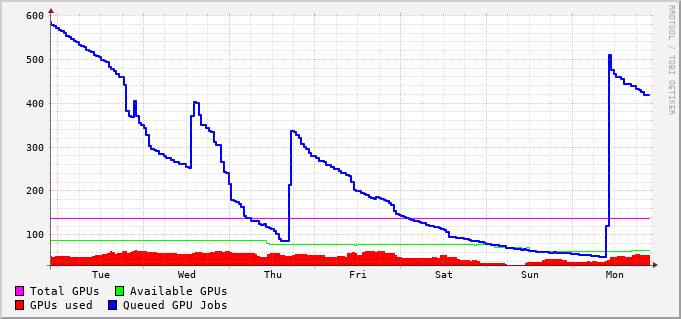 600
500
400
300
200
100
Tue Wed Thu Fri Sat Sun Mon
Total GPUs Available GPUs
GPUs used Queued GPU Jobs
RRDTOOL / TOBI OETIKER